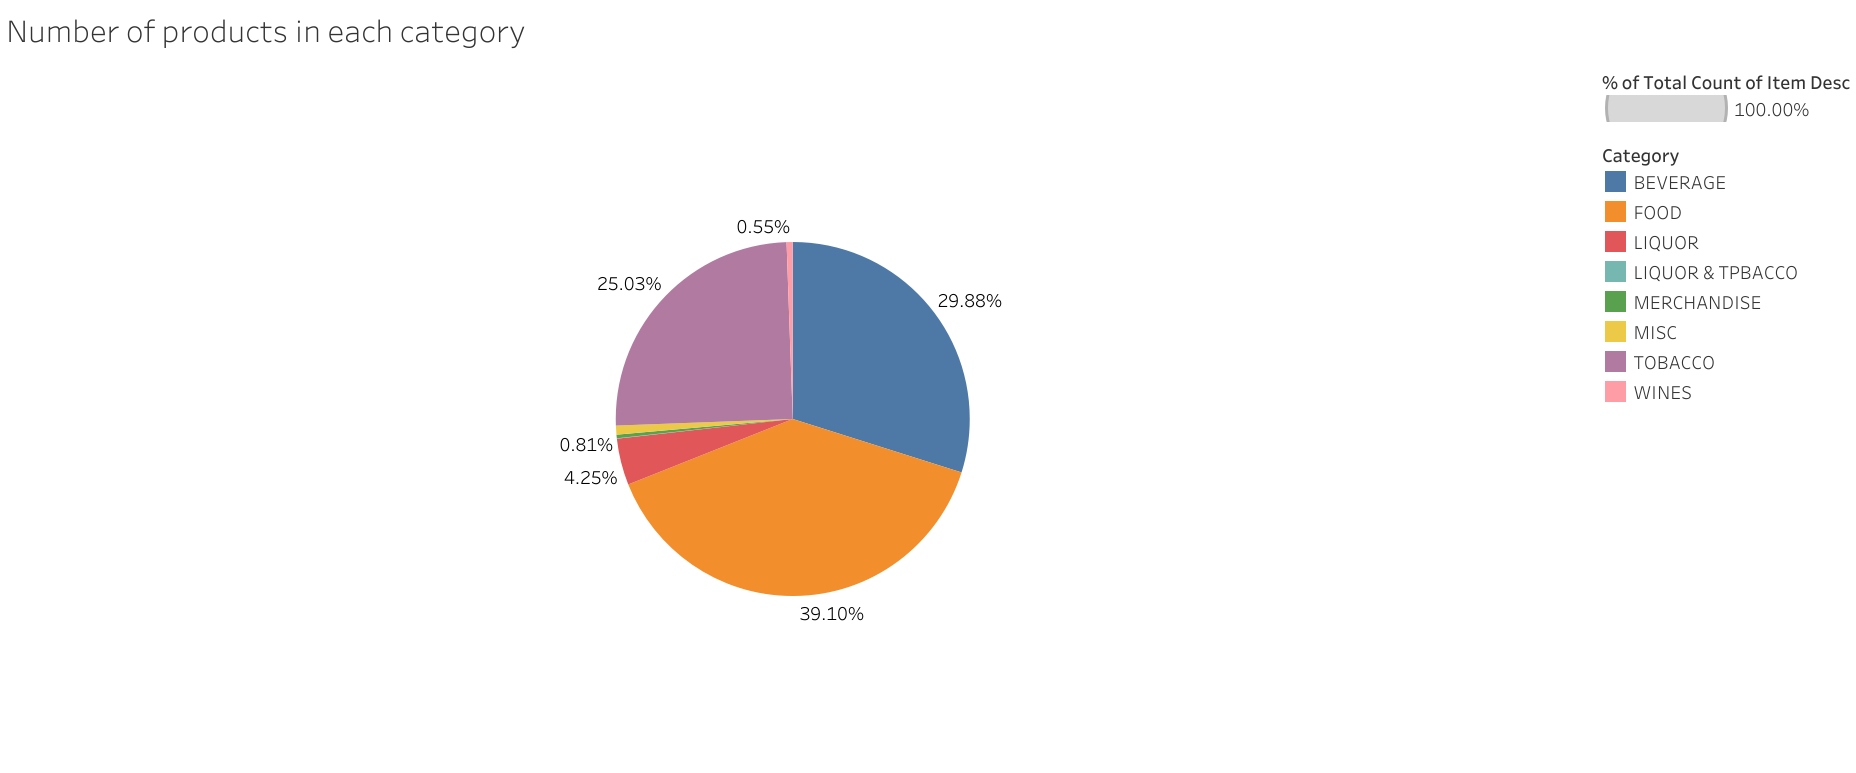 Number of products in each category
% of Total Count of Item Desc
100.00%
Category
BEVERAGE
FOOD
LIQUOR
LIQUOR & TPBACCO
MERCHANDISE
MISC
TOBACCO
WINES
0.55%
25.03%
29.88%
0.81%
4.25%
39.10%